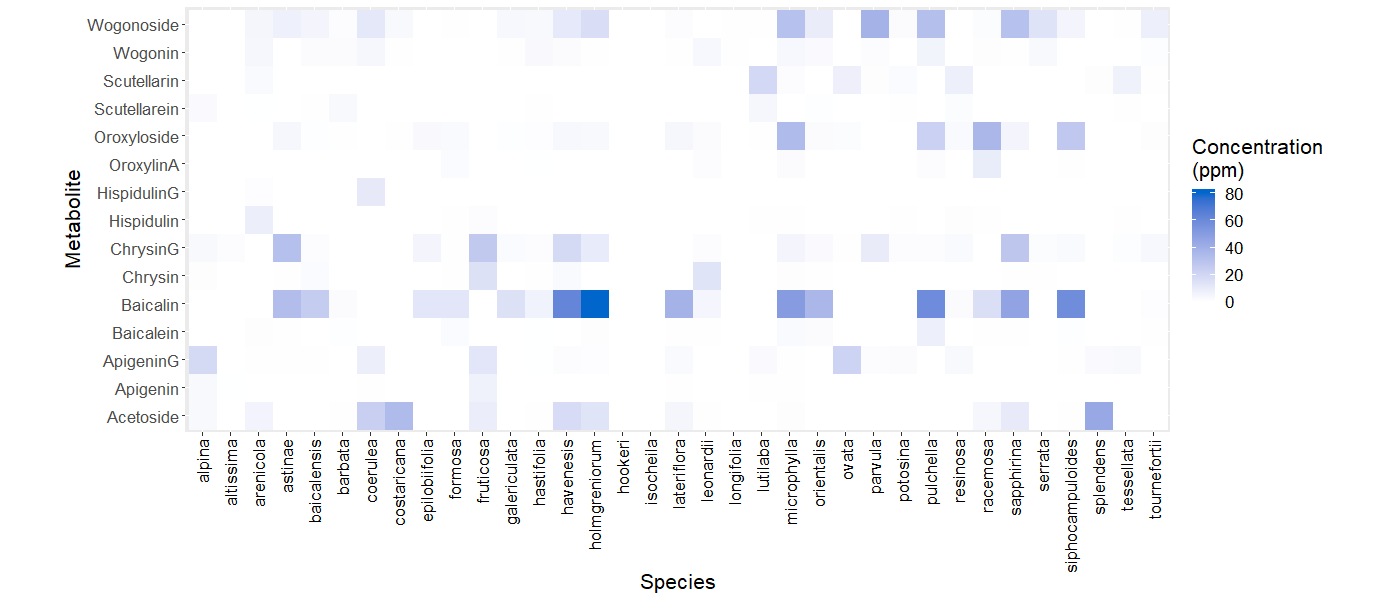 Metabolite
Wogonoside
Wogonin
Scutellarin
Scutellarein
Oroxyloside
OroxylinA
HispidulinG
Hispidulin
ChrysinG
Chrysin
Baicalin
Baicalein
ApigeninG
Apigenin
Acetoside
alpina
altissima
arenicola
astinae
baicalensis
barbata
coerulea
costaricana
epilobiifolia
formosa
fruticosa
galericulata
hastifolia
havenesis
holmgreniorum
hookeri
isocheila
lateriflora
leonardii
longifolia
lutilaba
microphylla
orientalis
ovata
parvula
potosina
pulchella
resinosa
racemosa
sapphirina
serrata
siphocampuloides
splendens
tessellata
tournefortii
Species
Concentration
(ppm)
80
60
40
20
0